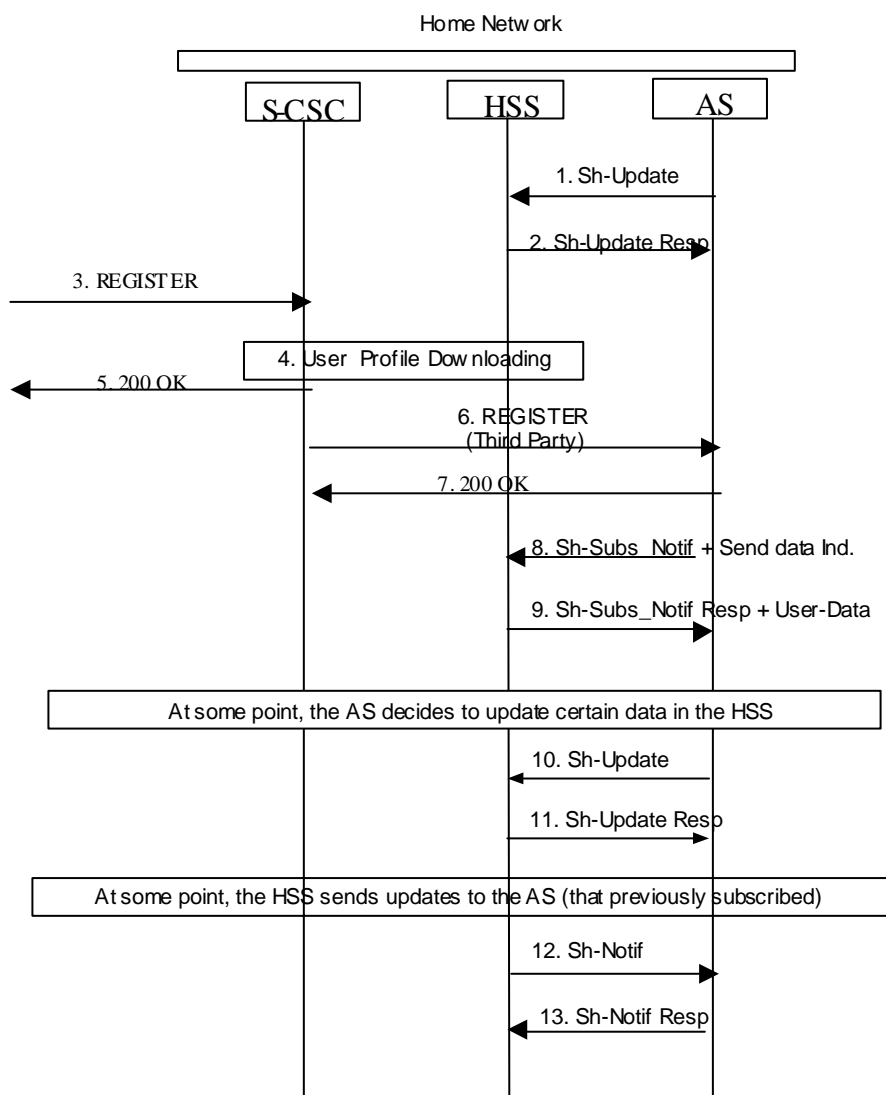 Home Network
S-CSC
HSS
AS
1. Sh-Update
2. Sh-Update Resp
3. REGISTER
4. User Profile Downloading
5. 200 OK
6. REGISTER
(Third Party)
7. 200 OK
8. Sh-Subs_Notif + Send data Ind.
9. Sh-Subs_Notif Resp + User-Data
At some point, the AS decides to update certain data in the HSS
10. Sh-Update
11. Sh-Update Resp
At some point, the HSS sends updates to the AS (that previously subscribed)
12. Sh-Notif
13. Sh-Notif Resp